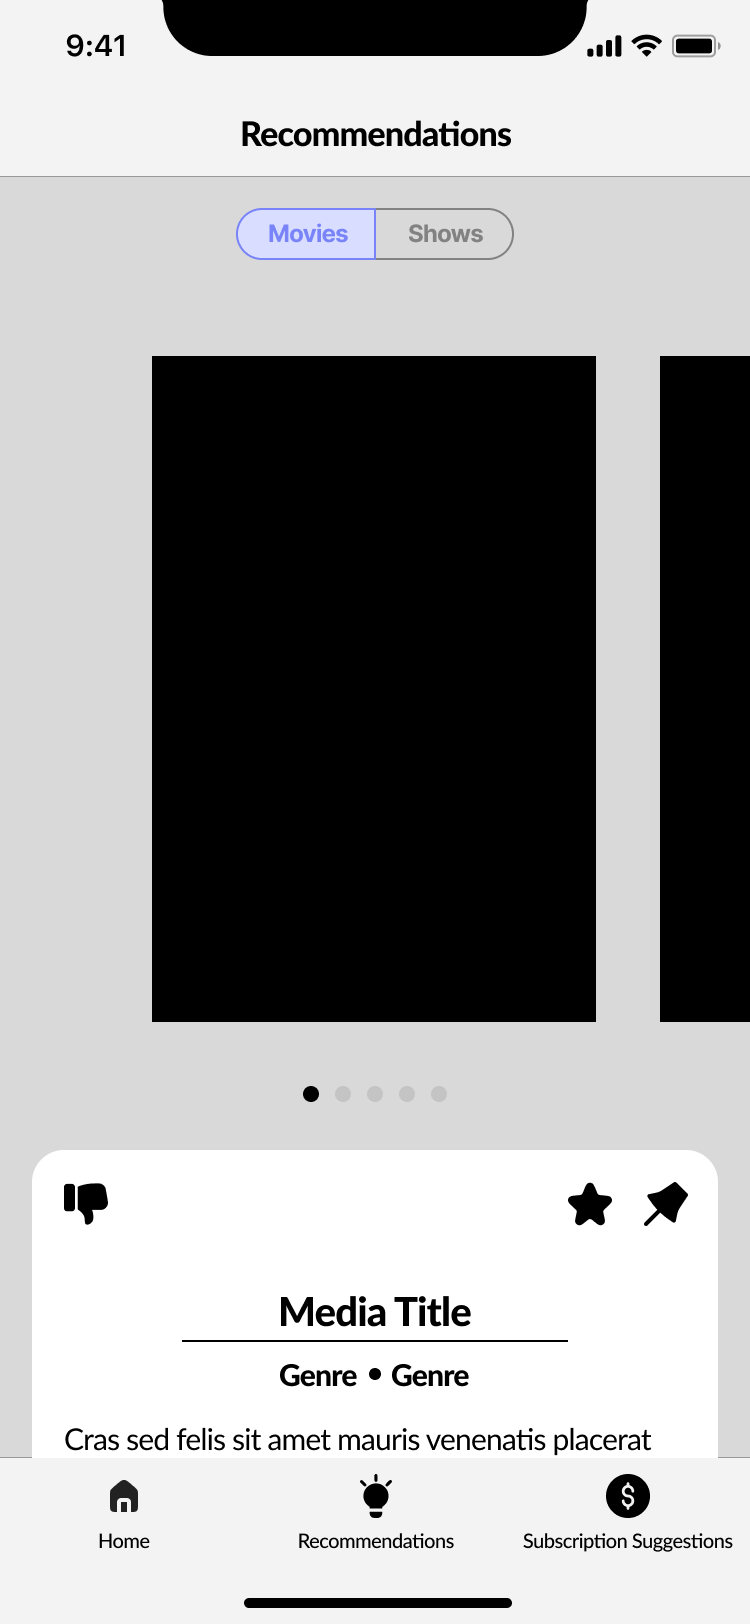 9:41
Recommendations
Movies Shows
Media Title
Genre • Genre
Cras sed felis sit amet mauris venenatis placerat
Home Recommendations Subscription Suggestions